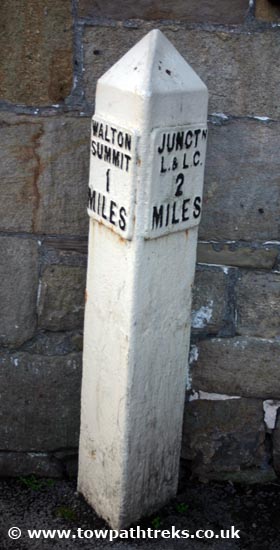 WALTON
SUMMIT
1
MILES
JUNCTN
L.& L.C.
2
MILES
© www.towpathtreks.co.uk